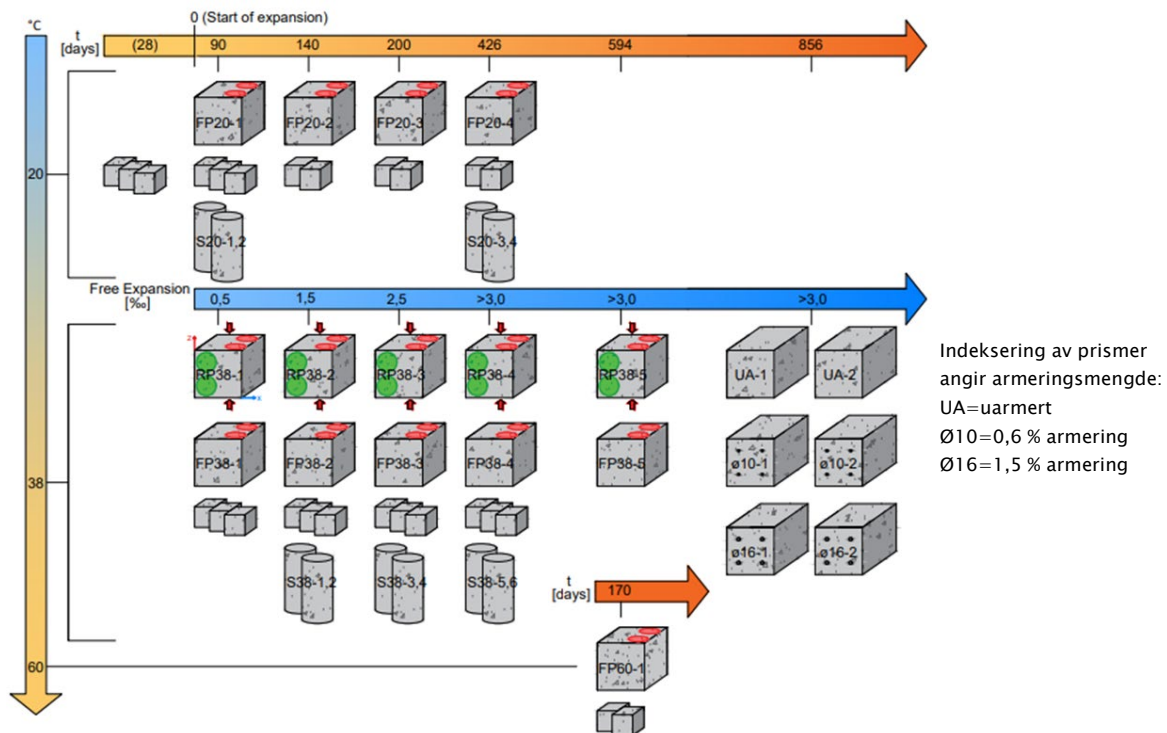 °C
t
[days]
0 (Start of expansion)
(28) 90 140 200 426 594 856
FP20-1 FP20-2 FP20-3 FP20-4
20
S20-1,2 S20-3,4
Free Expansion
[‰]
0,5 1,5 2,5 >3,0 >3,0 >3,0
z
RP38-1 RP38-2 RP38-3 RP38-4 RP38-5 UA-1 UA-2
x
FP38-1 FP38-2 FP38-3 FP38-4 FP38-5 ø10-1 ø10-2
38
ø16-1 ø16-2
S38-1,2 S38-3,4 S38-5,6
t
[days]
170
60
FP60-1
Indeksering av prismer
angir armeringsmengde:
UA=uarmert
Ø10=0,6 % armering
Ø16=1,5 % armering